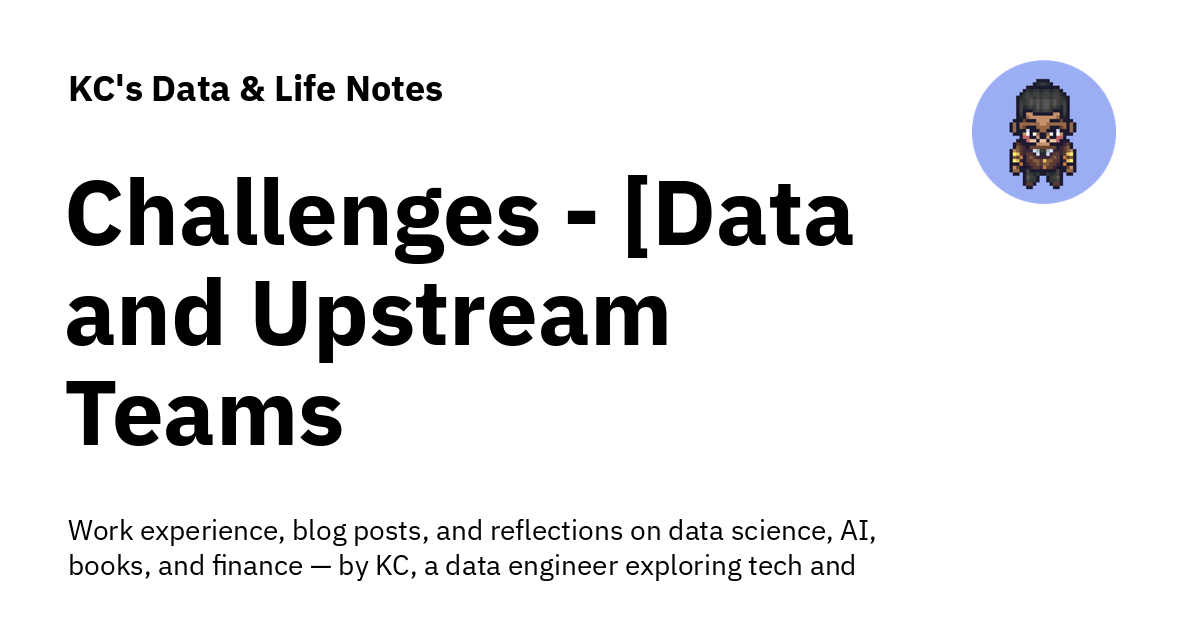 KC's Data & Life Notes
Challenges - [Data
and Upstream
Teams
Work experience, blog posts, and reflections on data science, AI,
books, and finance — by KC, a data engineer exploring tech and